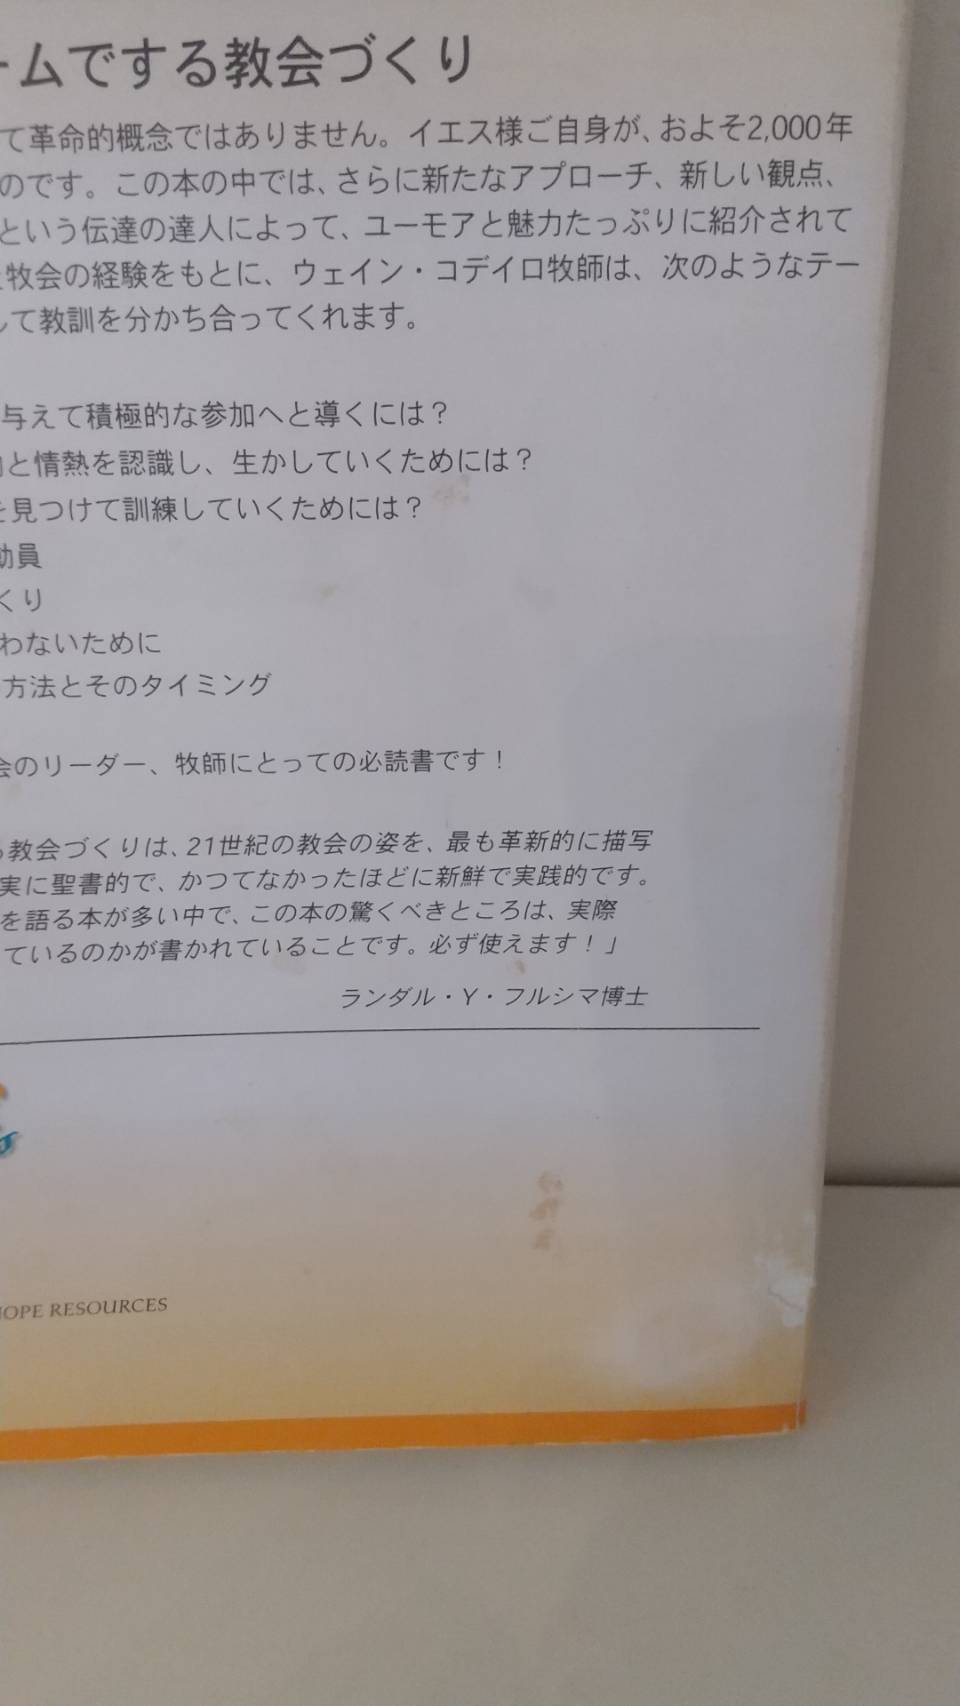 ームでする教会づくり
て革命的概念ではありません。イエス様ご自身が、およそ2,000年
のです。この本の中では、さらに新たなアプローチ、新しい観点、
という伝達の達人によって、ユーモアと魅力たっぷりに紹介されて
牧会の経験をもとに、ウェイン・コデイロ牧師は、次のようなテー
して教訓を分かち合ってくれます。
与えて積極的な参加へと導くには？
と情熱を認識し、生かしていくためには？
を見つけて訓練していくためには？
動員
くり
わないために
方法とそのタイミング
会のリーダー、牧師にとっての必読書です！
る教会づくりは、21世紀の教会の姿を、最も革新的に描写
実に聖書的で、かつてなかったほどに新鮮で実践的です。
を語る本が多い中で、この本の驚くべきところは、実際
ているのかが書かれていることです。必ず使えます！」
ランダル・Y・フルシマ博士
HOPE RESOURCES